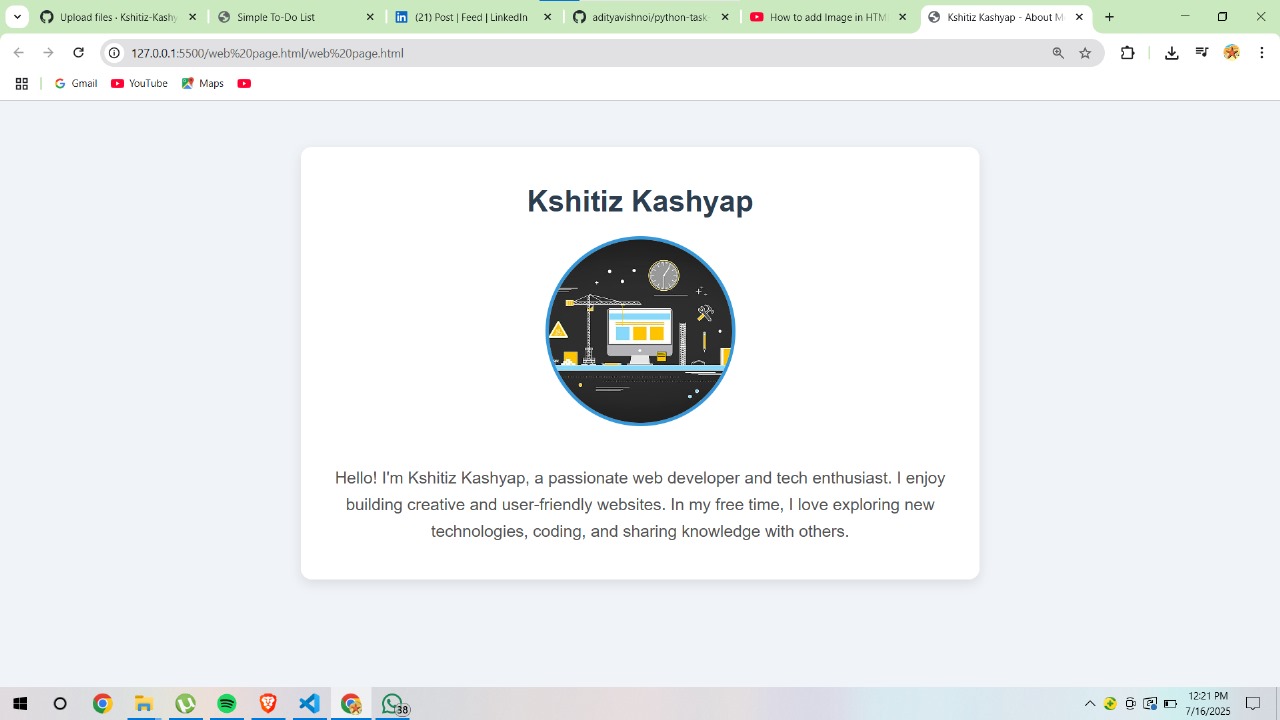 Upload files · Kshitiz-Kashy
Simple To-Do List
(21) Post | Feed | LinkedIn
adityavishnoi/python-task-
How to add Image in HTML
Kshitiz Kashyap - About M
127.0.0.1:5500/web%20page.html/web%20page.html
Gmail
YouTube
Maps
Kshitiz Kashyap
Hello! I'm Kshitiz Kashyap, a passionate web developer and tech enthusiast. I enjoy
building creative and user-friendly websites. In my free time, I love exploring new
technologies, coding, and sharing knowledge with others.
38
12:21 PM
7/16/2025